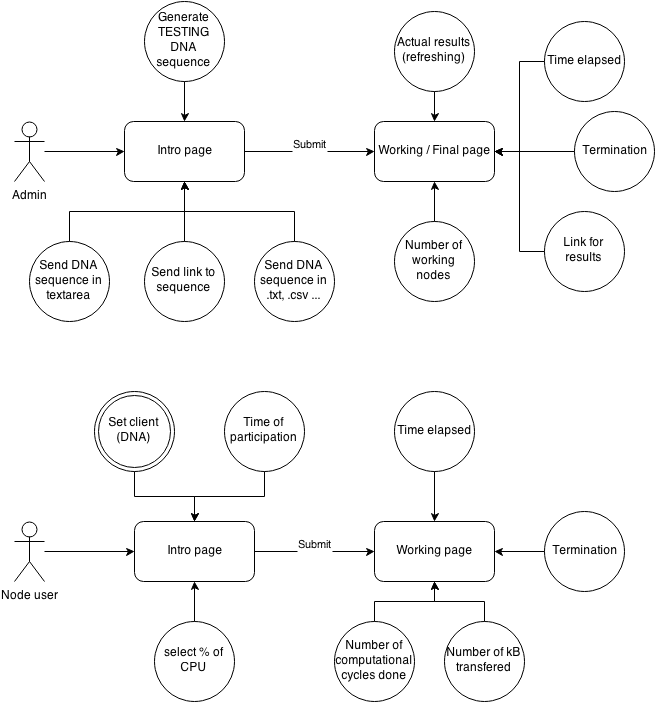 Generate
TESTING
DNA
sequence
Actual results
(refreshing)
Time elapsed
Admin
Intro page
Submit
Working / Final page
Termination
Send DNA
sequence in
textarea
Send link to
sequence
Send DNA
sequence in
.txt, .csv ...
Number of
working
nodes
Link for
results
Set client
(DNA)
Time of
participation
Time elapsed
Node user
Intro page
Submit
Working page
Termination
select % of
CPU
Number of
computational
cycles done
Number of kB
transfered